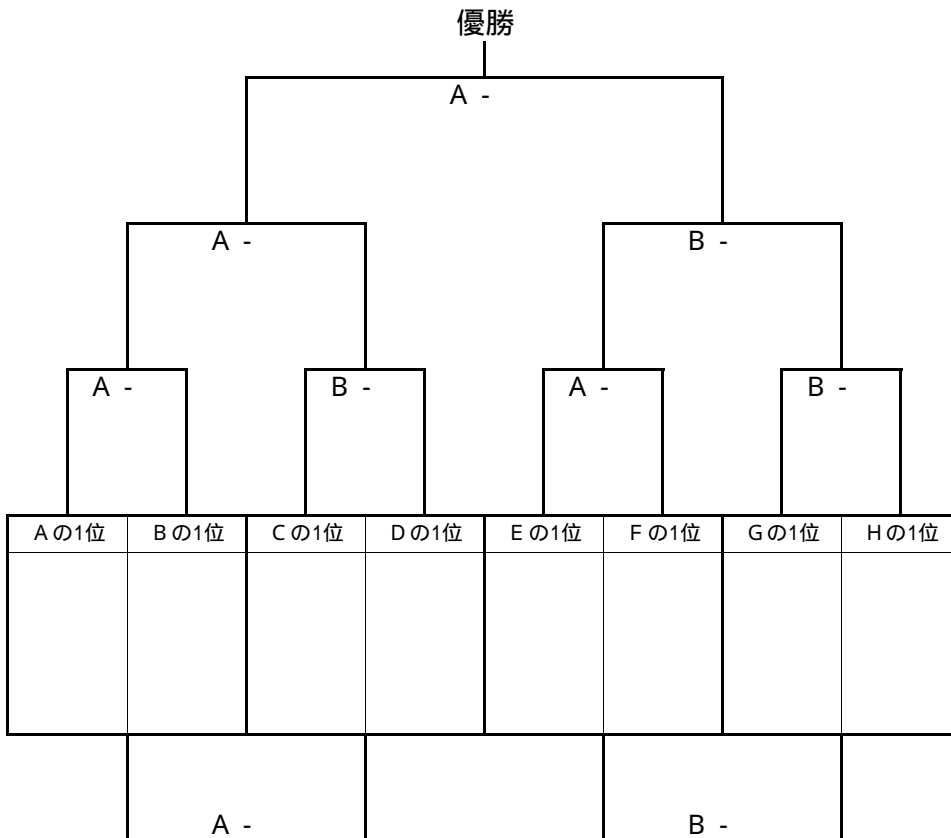 優勝
A -
A - B -
A - B - A - B -
Aの1位 Bの1位 Cの1位 Dの1位 Eの1位 Fの1位 Gの1位 Hの1位
A - B -